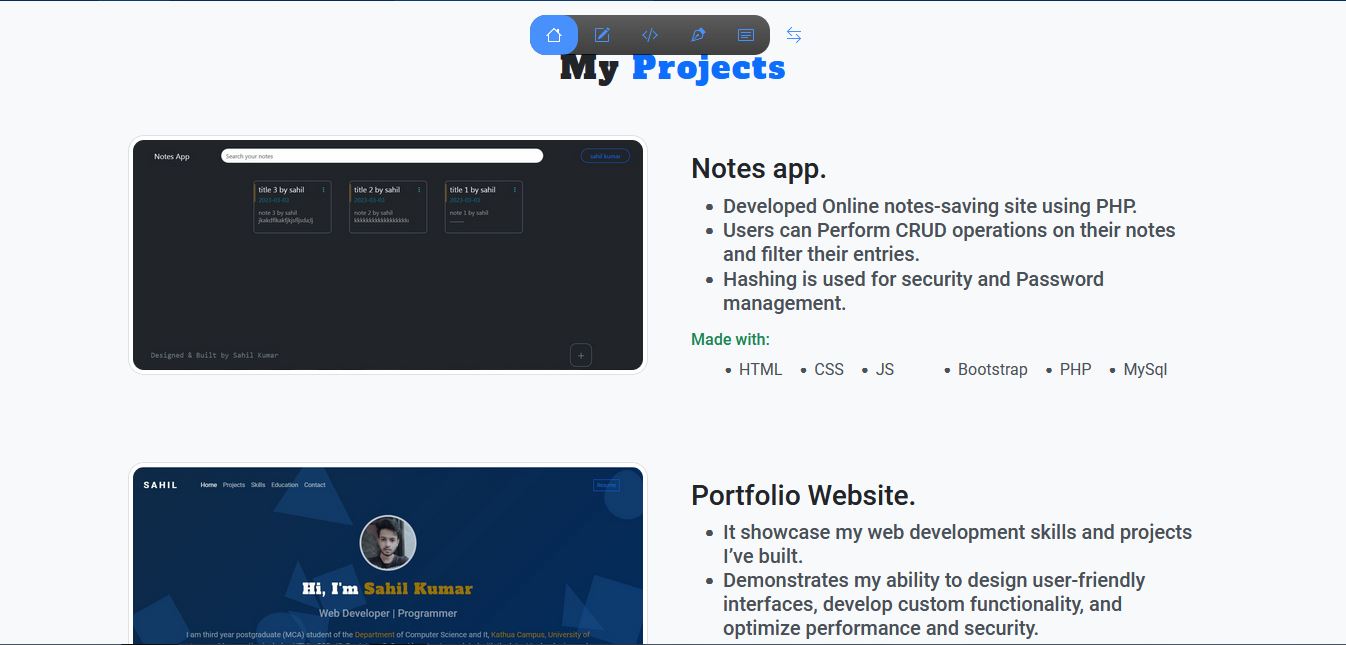 My Projects
Notes App
Search your notes
sahil kumar
title 3 by sahil
2023-03-03
note 3 by sahil
title 2 by sahil
2023-03-03
note 2 by sahil
title 1 by sahil
2023-03-03
note 1 by sahil
Designed & Built by Sahil Kumar
+
Notes app.
Developed Online notes-saving site using PHP.
Users can Perform CRUD operations on their notes
and filter their entries.
Hashing is used for security and Password
management.
Made with:
HTML CSS JS Bootstrap PHP MySql
SAHIL Home Projects Skills Education Contact Resume
Hi, I'm Sahil Kumar
Web Developer | Programmer
I am third year postgraduate (MCA) student of the Department of Computer Science and It, Kathua Campus, University of
Portfolio Website.
It showcase my web development skills and projects
I’ve built.
Demonstrates my ability to design user-friendly
interfaces, develop custom functionality, and
optimize performance and security.